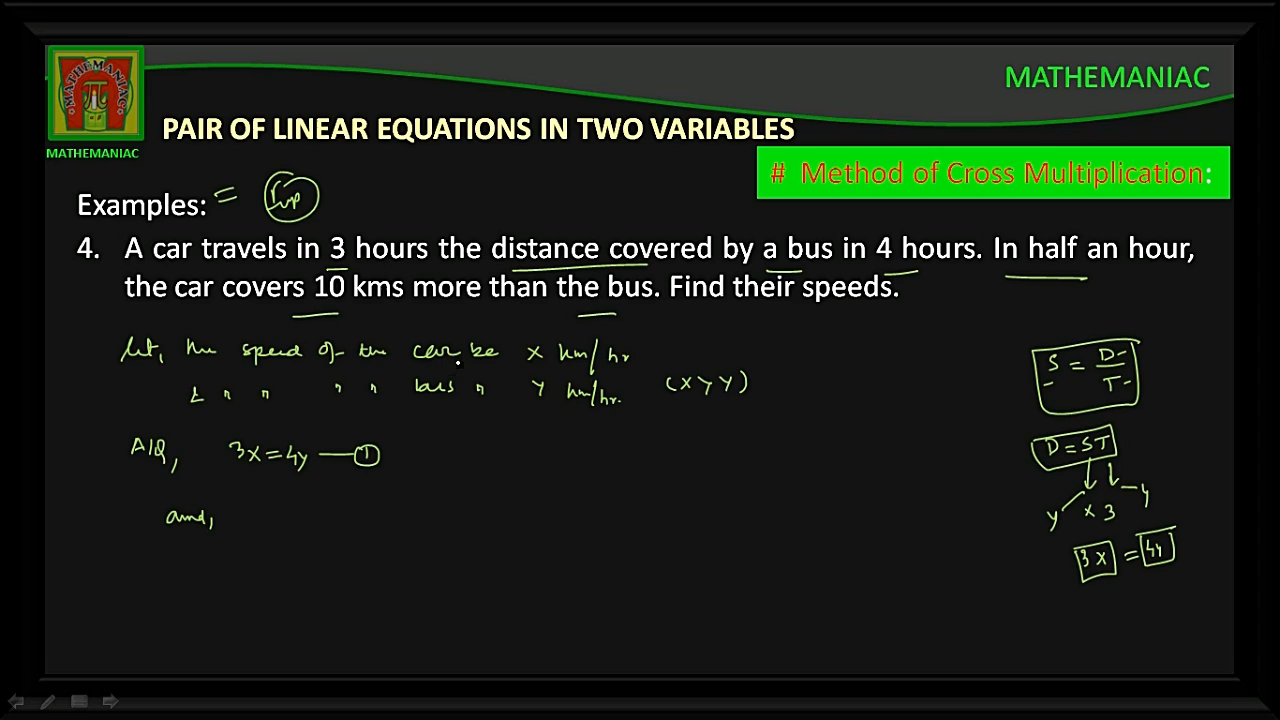 MATHEMANIAC
MATHEMANIAC
PAIR OF LINEAR EQUATIONS IN TWO VARIABLES
MATHEMANIAC
# Method of Cross Multiplication:
Examples: = Imp
4. A car travels in 3 hours the distance covered by a bus in 4 hours. In half an hour,
the car covers 10 kms more than the bus. Find their speeds.
let, the speed of the car be x km/hr
" " " " bus " y km/hr. (x>y)
A/Q, 3x=4y —①
and,
S = D/T
D=ST
y x 3 y
3x = 4y